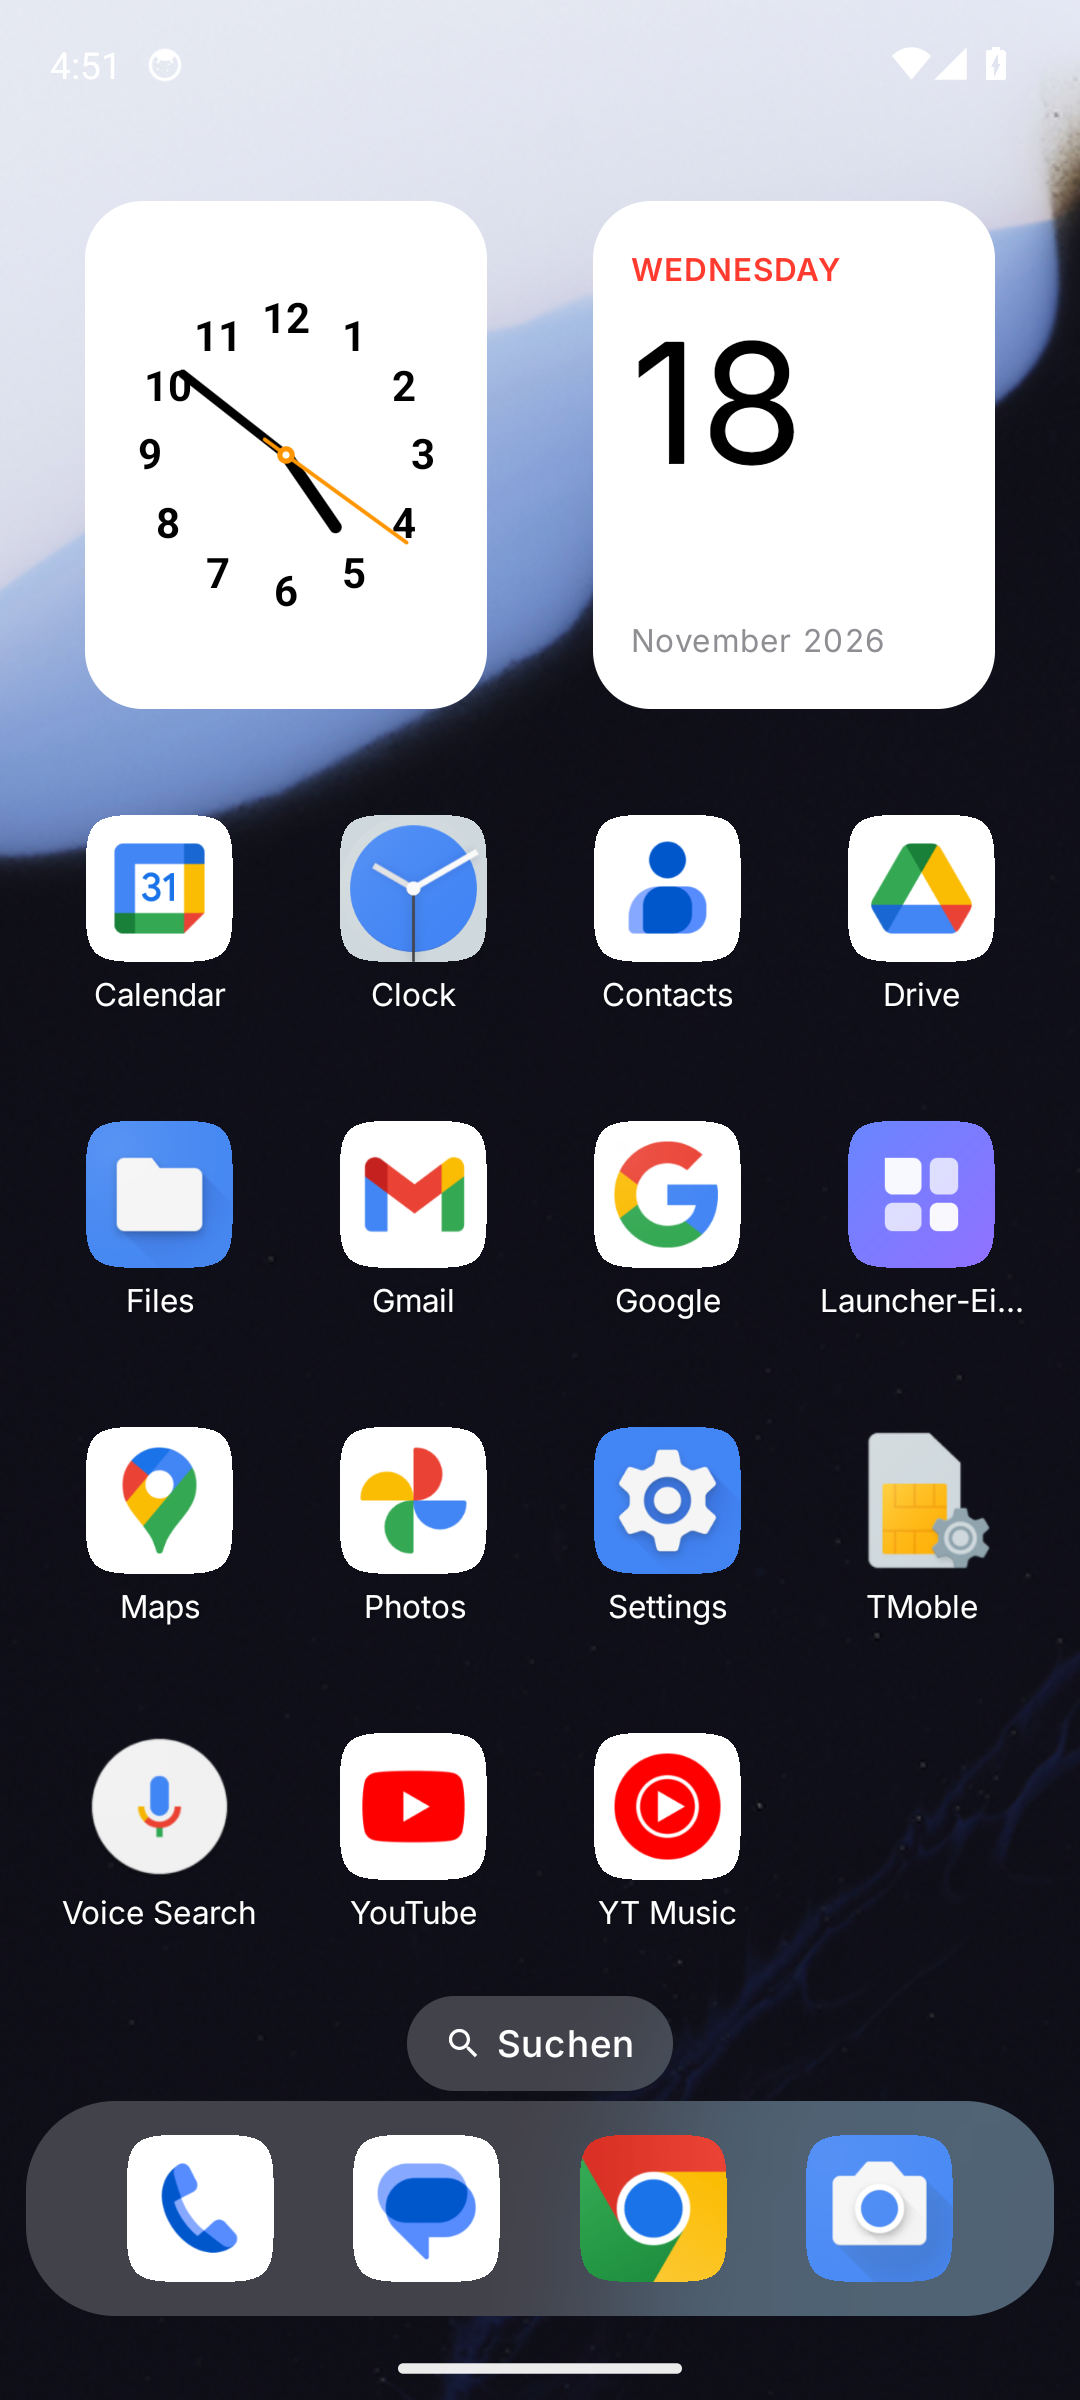 4:51
12
11 1
10 2
9 3
8 4
7 5
6
WEDNESDAY
18
November 2026
31
Calendar Clock Contacts Drive
Files Gmail Google Launcher-Ei...
Maps Photos Settings TMoble
Voice Search YouTube YT Music
Suchen